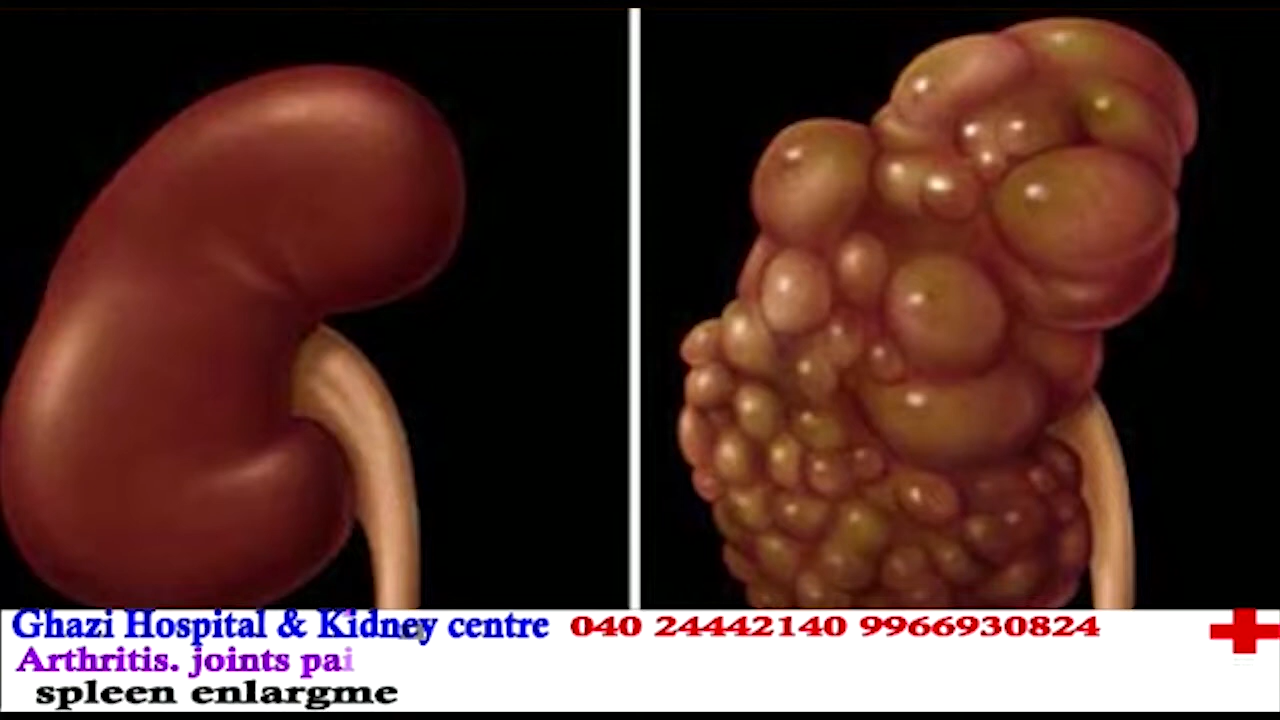 Ghazi Hospital & Kidney centre 040 24442140 9966930824
Arthritis. joints pai
spleen enlargme